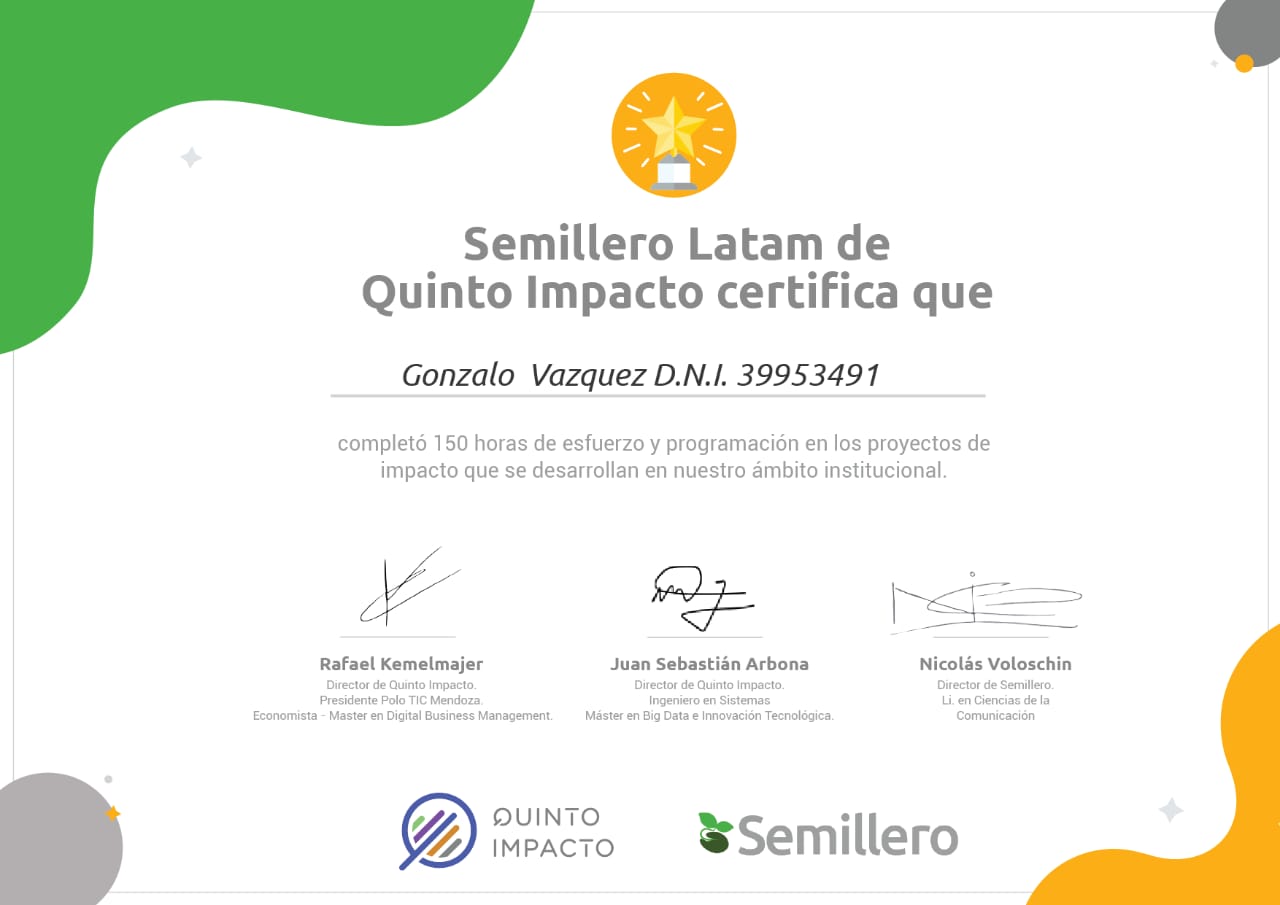 Semillero Latam de
Quinto Impacto certifica que
Gonzalo Vazquez D.N.I. 39953491
completó 150 horas de esfuerzo y programación en los proyectos de
impacto que se desarrollan en nuestro ámbito institucional.
Rafael Kemelmajer
Director de Quinto Impacto.
Presidente Polo TIC Mendoza.
Economista - Master en Digital Business Management.
Juan Sebastián Arbona
Director de Quinto Impacto.
Ingeniero en Sistemas
Máster en Big Data e Innovación Tecnológica.
Nicolás Voloschin
Director de Semillero.
Li. en Ciencias de la
Comunicación
QUINTO
IMPACTO
Semillero